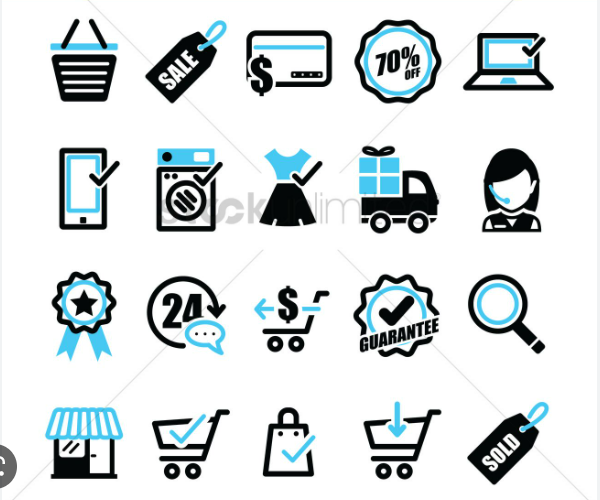 SALE
$
70%
OFF
24
$
GUARANTEE
SOLD